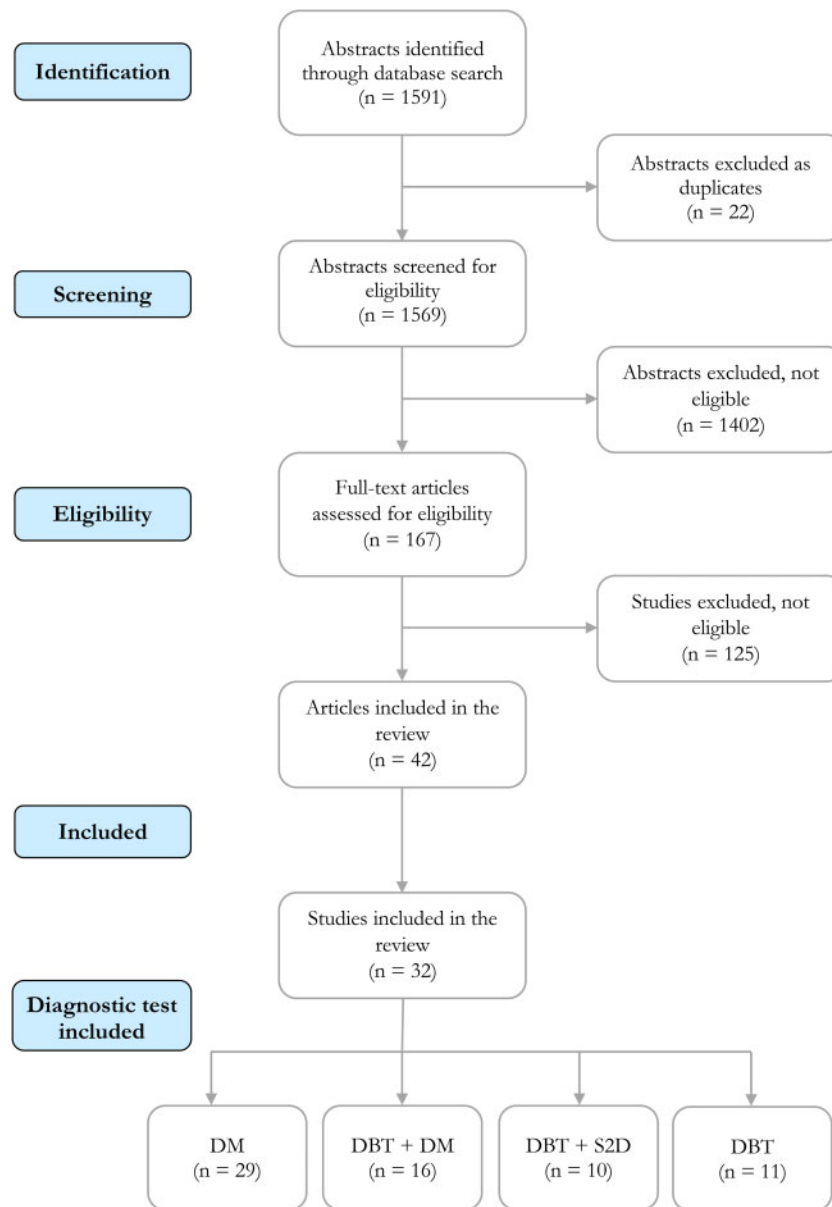 Identification
Abstracts identified
through database search
(n = 1591)
Abstracts excluded as
duplicates
(n = 22)
Screening
Abstracts screened for
eligibility
(n = 1569)
Abstracts excluded, not
eligible
(n = 1402)
Eligibility
Full-text articles
assessed for eligibility
(n = 167)
Studies excluded, not
eligible
(n = 125)
Articles included in the
review
(n = 42)
Included
Studies included in the
review
(n = 32)
Diagnostic test
included
DM
(n = 29)
DBT + DM
(n = 16)
DBT + S2D
(n = 10)
DBT
(n = 11)